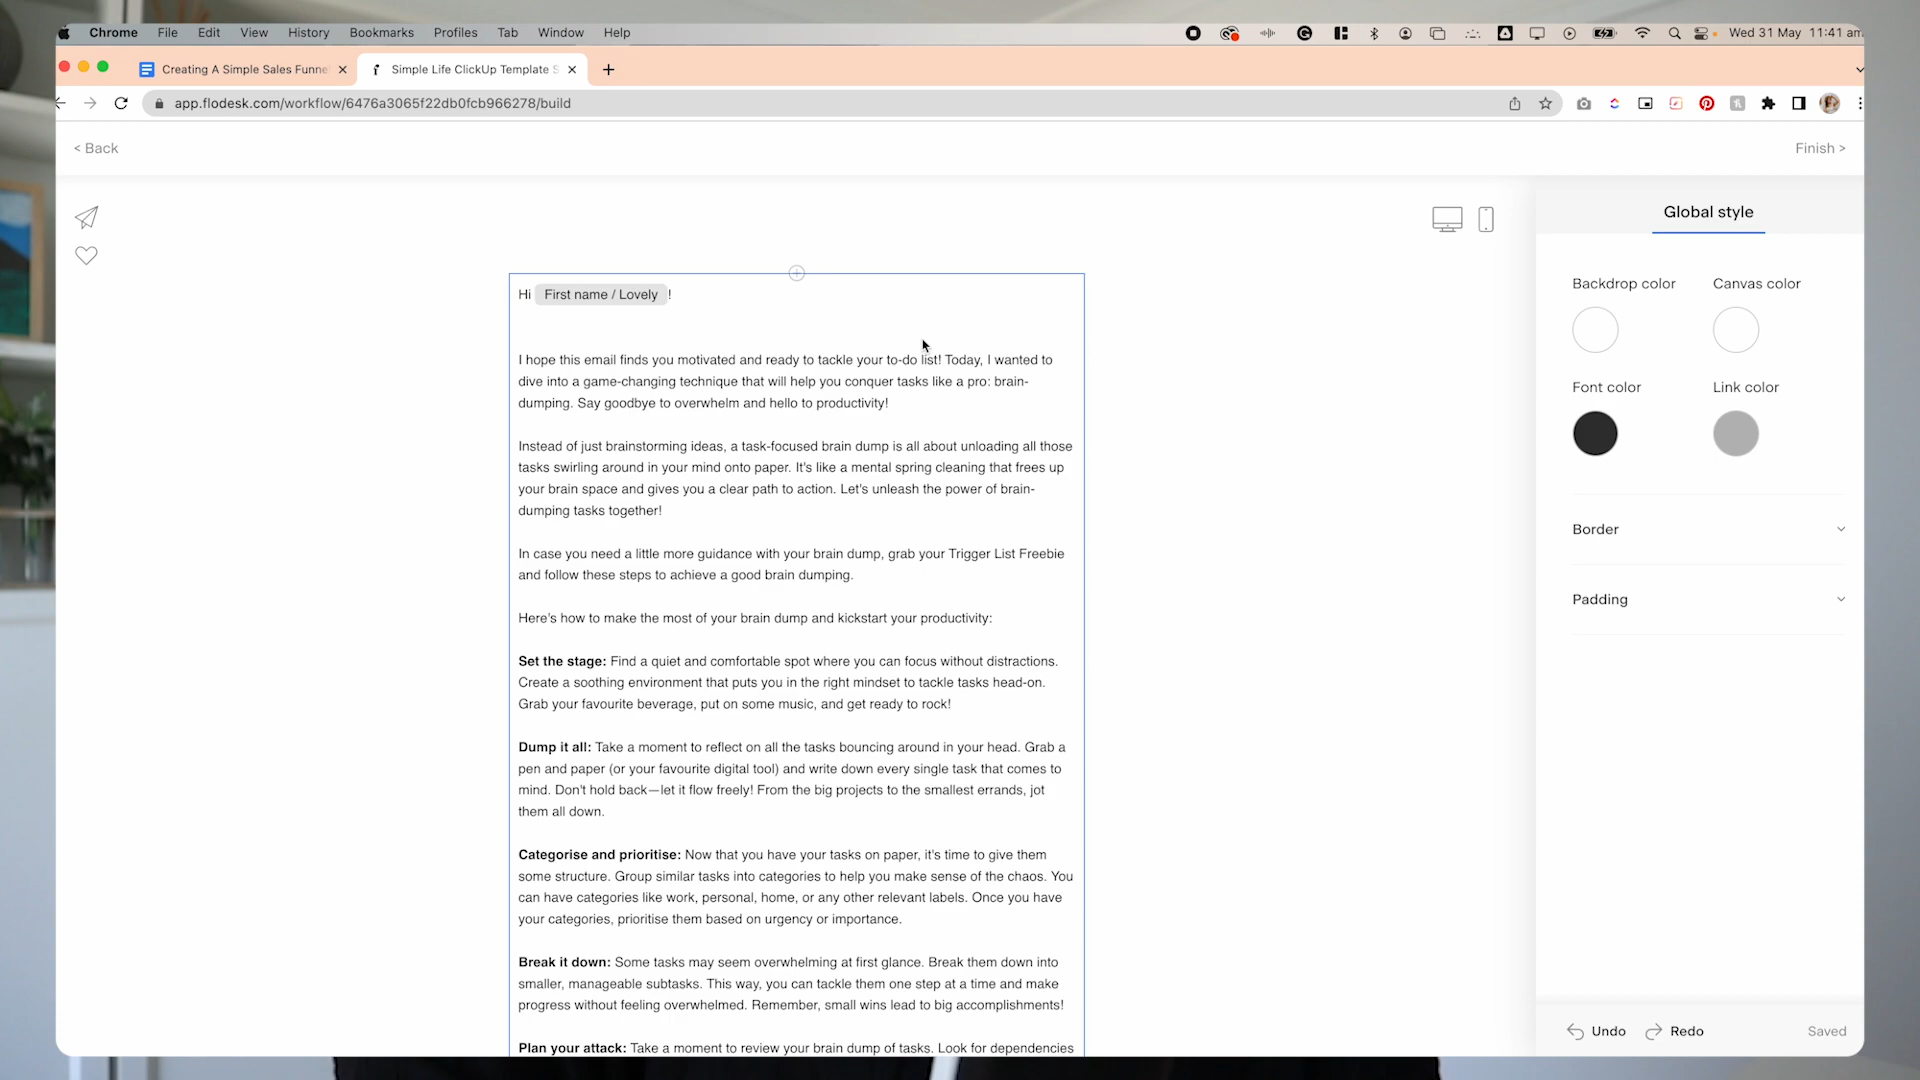 Chrome File Edit View History Bookmarks Profiles Tab Window Help Wed 31 May 11:41 am
Creating A Simple Sales Funne
Simple Life ClickUp Template S
app.flodesk.com/workflow/6476a3065f22db0fcb966278/build
< Back
Finish >
Global style
Hi First name / Lovely !
I hope this email finds you motivated and ready to tackle your to-do list! Today, I wanted to
dive into a game-changing technique that will help you conquer tasks like a pro: brain-
dumping. Say goodbye to overwhelm and hello to productivity!
Instead of just brainstorming ideas, a task-focused brain dump is all about unloading all those
tasks swirling around in your mind onto paper. It's like a mental spring cleaning that frees up
your brain space and gives you a clear path to action. Let's unleash the power of brain-
dumping tasks together!
In case you need a little more guidance with your brain dump, grab your Trigger List Freebie
and follow these steps to achieve a good brain dumping.
Here's how to make the most of your brain dump and kickstart your productivity:
Set the stage: Find a quiet and comfortable spot where you can focus without distractions.
Create a soothing environment that puts you in the right mindset to tackle tasks head-on.
Grab your favourite beverage, put on some music, and get ready to rock!
Dump it all: Take a moment to reflect on all the tasks bouncing around in your head. Grab a
pen and paper (or your favourite digital tool) and write down every single task that comes to
mind. Don't hold back—let it flow freely! From the big projects to the smallest errands, jot
them all down.
Categorise and prioritise: Now that you have your tasks on paper, it's time to give them
some structure. Group similar tasks into categories to help you make sense of the chaos. You
can have categories like work, personal, home, or any other relevant labels. Once you have
your categories, prioritise them based on urgency or importance.
Break it down: Some tasks may seem overwhelming at first glance. Break them down into
smaller, manageable subtasks. This way, you can tackle them one step at a time and make
progress without feeling overwhelmed. Remember, small wins lead to big accomplishments!
Plan your attack: Take a moment to review your brain dump of tasks. Look for dependencies
Backdrop color
Canvas color
Font color
Link color
Border
Padding
Undo
Redo
Saved